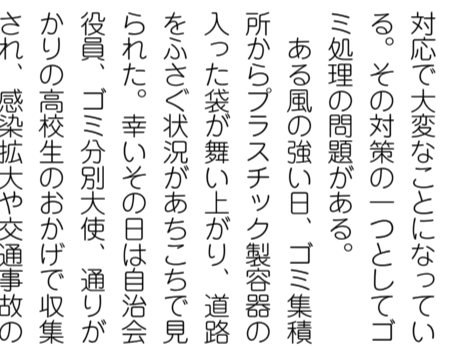 対応で大変なことになってい
る。その対策の一つとしてゴ
ミ処理の問題がある。
ある風の強い日、ゴミ集積
所からプラスチック製容器の
入った袋が舞い上がり、道路
をふさぐ状況があちこちで見
られた。幸いその日は自治会
役員、ゴミ分別大使、通りが
かりの高校生のおかげで収集
され、感染拡大や交通事故の